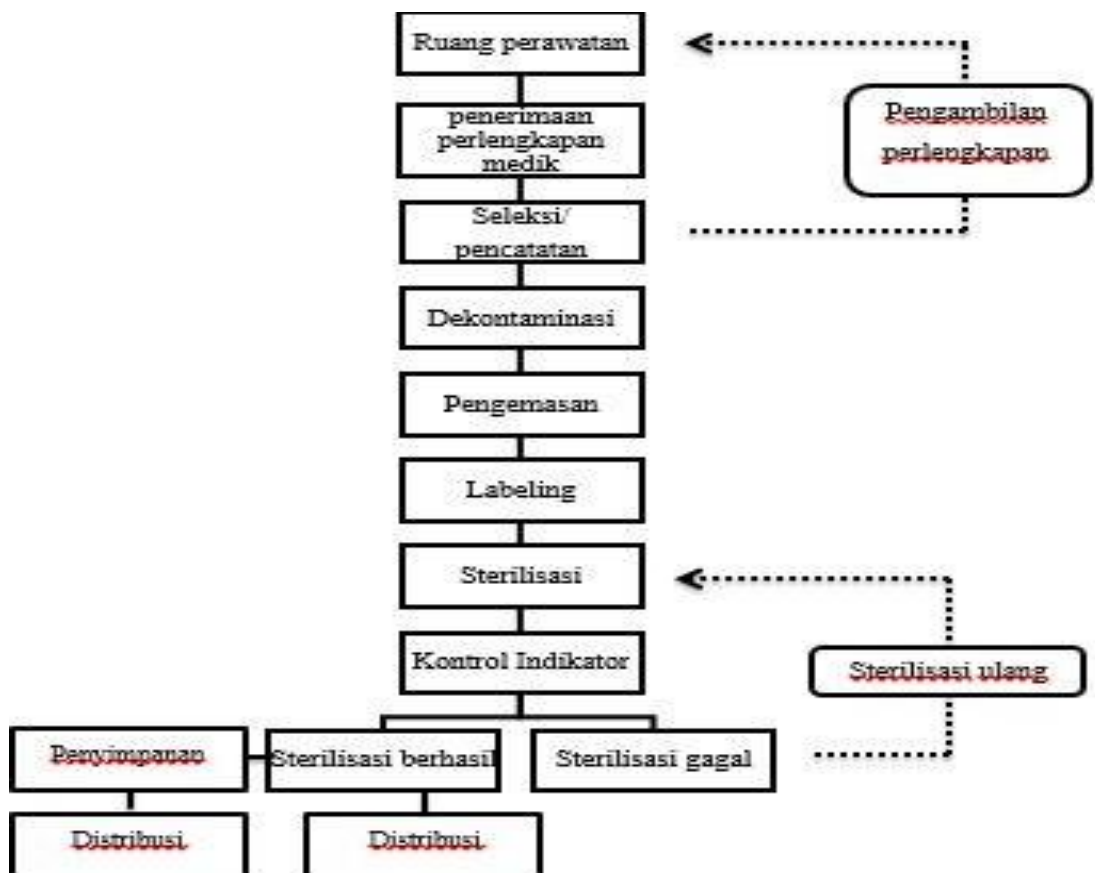 Ruang perawatan
Pengambilan
perlengkapan
penerimaan
perlengkapan
medik
Seleksi/
pencatatan
Dekontaminasi
Pengemasan
Labeling
Sterilisasi
Kontrol Indikator
Sterilisasi ulang
Penyimpanan
Sterilisasi berhasil
Sterilisasi gagal
Distribusi
Distribusi